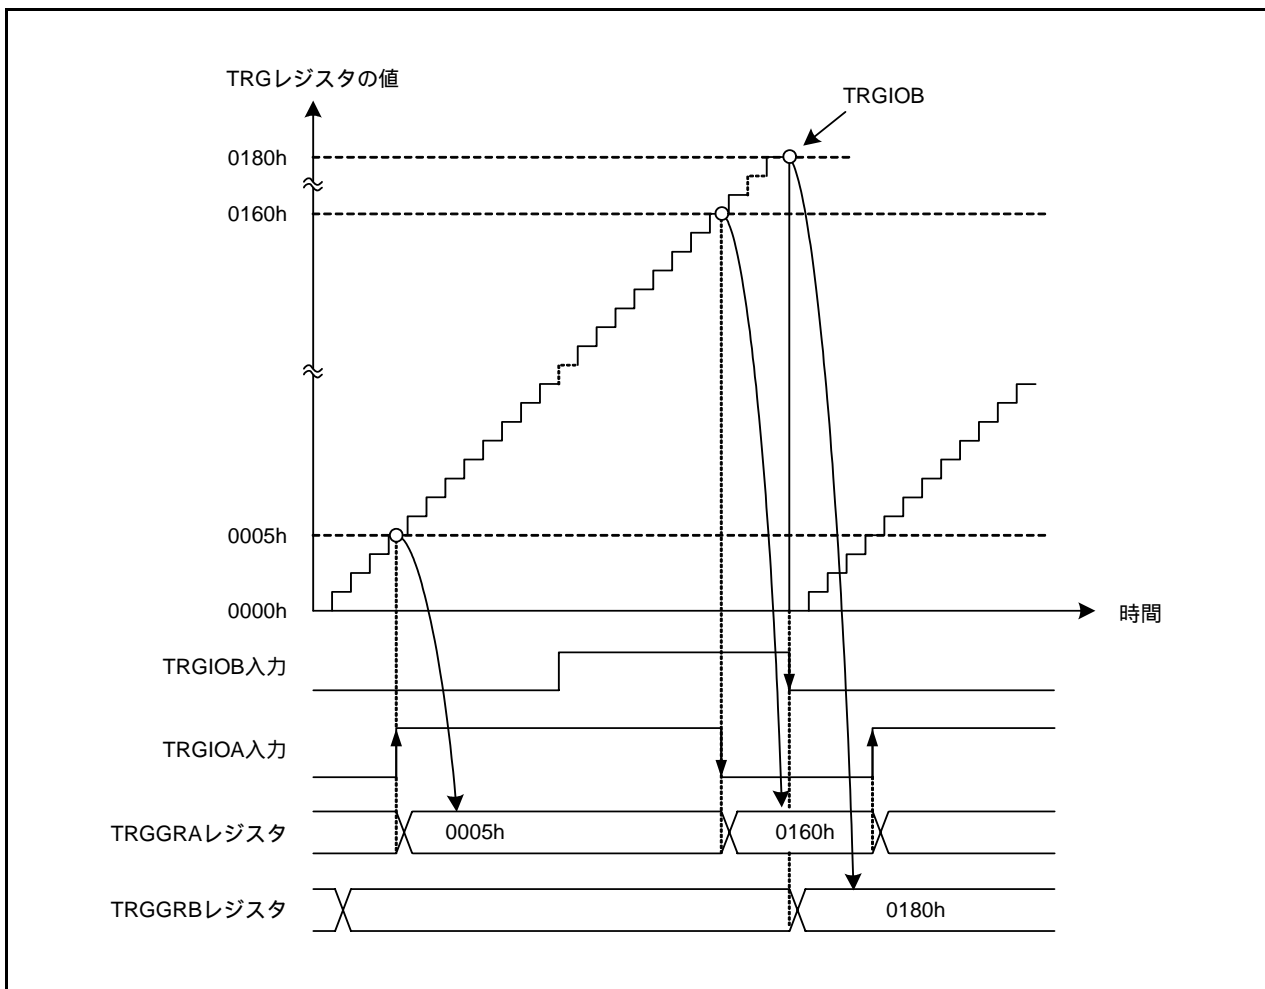 TRGレジスタの値
TRGIOB
0180h
0160h
0005h
0000h
時間
TRGIOB入力
TRGIOA入力
TRGGRAレジスタ
0005h
0160h
TRGGRBレジスタ
0180h